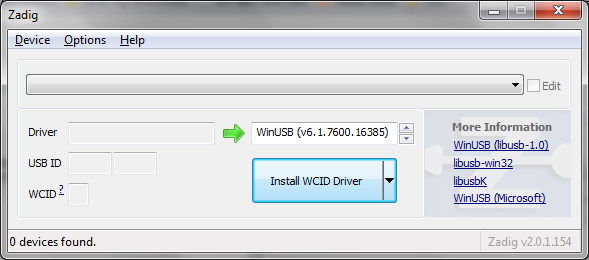 Zadig
Device Options Help
Edit
Driver
WinUSB (v6.1.7600.16385)
USB ID
WCID ?
Install WCID Driver
More Information
WinUSB (libusb-1.0)
libusb-win32
libusbK
WinUSB (Microsoft)
0 devices found.
Zadig v2.0.1.154